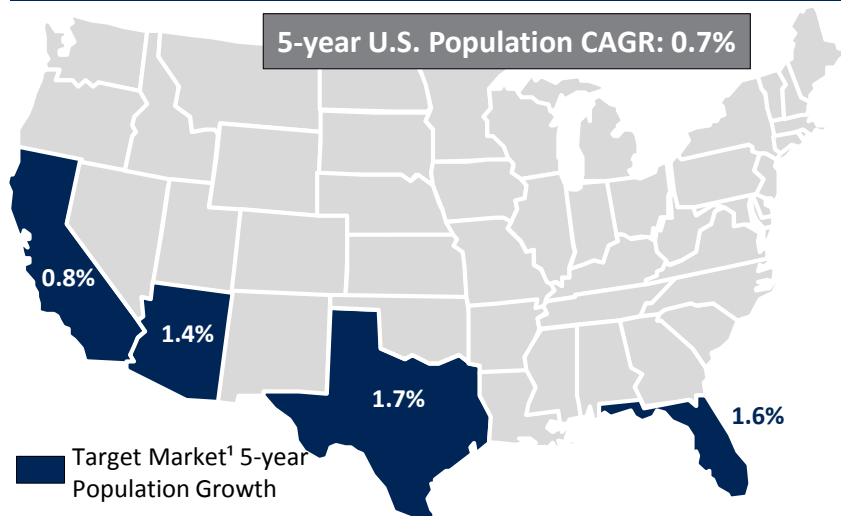 5-year U.S. Population CAGR: 0.7%
0.8%
1.4%
1.7%
1.6%
Target Market¹ 5-year
Population Growth